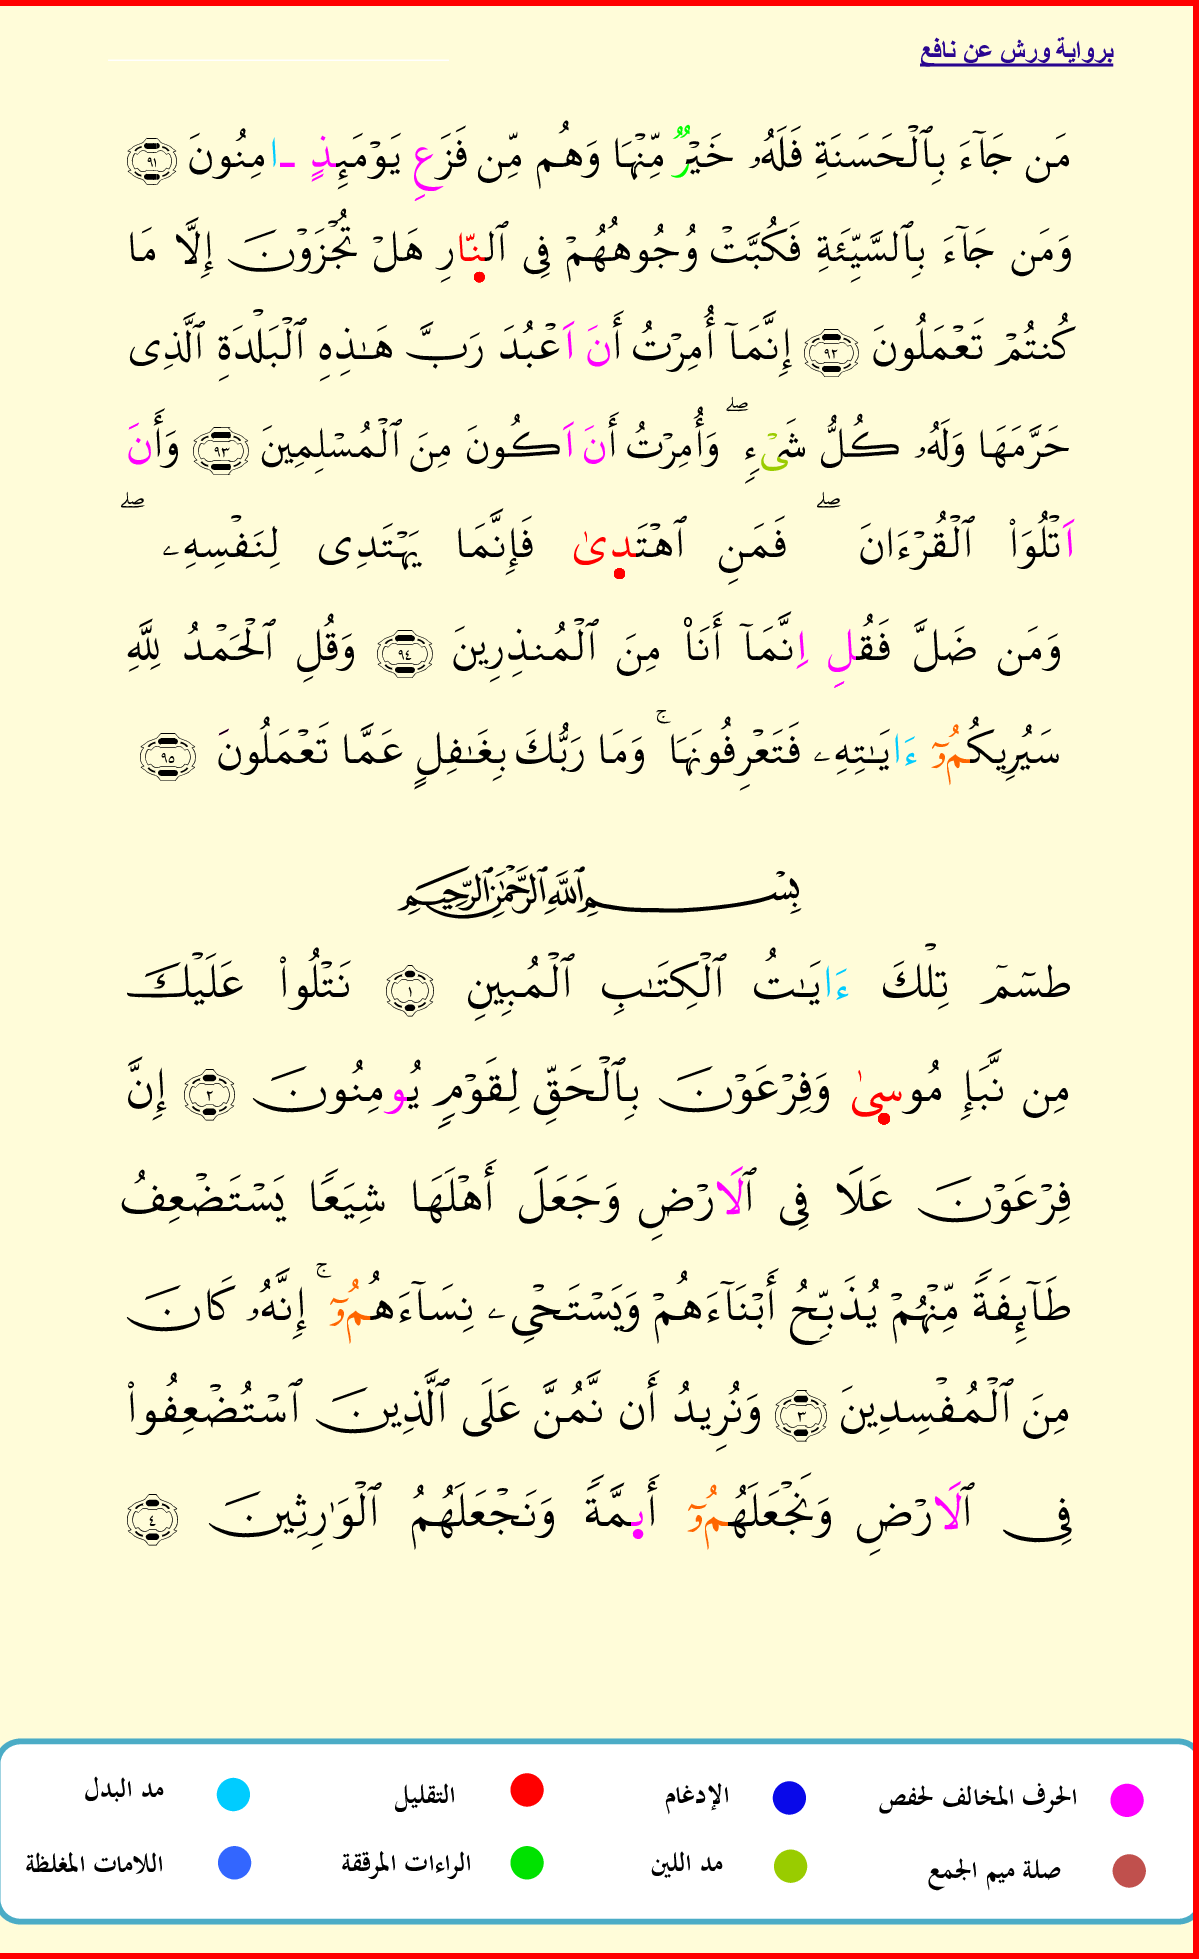 برواية ورش عن نافع
مَن جَآءَ بِٱلْحَسَنَةِ فَلَهُۥ خَيْرٌ مِّنْهَا وَهُم مِّن فَزَعِ يَوْمَئِذٍ ـامِنُونَ ٩١
وَمَن جَآءَ بِٱلسَّيِّئَةِ فَكُبَّتْ وُجُوهُهُمْ فِى ٱلنّارِ هَلْ تُجْزَوْنَ إِلَّا مَا
كُنتُمْ تَعْمَلُونَ ٩٢ إِنَّمَآ أُمِرْتُ أَنَ اَعْبُدَ رَبَّ هَـٰذِهِ ٱلْبَلْدَةِ ٱلَّذِى
حَرَّمَهَا وَلَهُۥ كُلُّ شَىْءٍ ۖ وَأُمِرْتُ أَنَ اَكُونَ مِنَ ٱلْمُسْلِمِينَ ٩٣ وَأَنَ
اَتْلُوَا۟ ٱلْقُرْءَانَ ۖ فَمَنِ ٱهْتَدِىٰ فَإِنَّمَا يَهْتَدِى لِنَفْسِهِۦ ۖ
وَمَن ضَلَّ فَقُلِ اِنَّمَآ أَنَا۠ مِنَ ٱلْمُنذِرِينَ ٩٤ وَقُلِ ٱلْحَمْدُ لِلَّهِ
سَيُرِيكُمُۥٓ ءَايَـٰتِهِۦ فَتَعْرِفُونَهَا ۚ وَمَا رَبُّكَ بِغَـٰفِلٍ عَمَّا تَعْمَلُونَ ٩٥
بِسْمِ ٱللَّهِ ٱلرَّحْمَـٰنِ ٱلرَّحِيمِ
طسٓمٓ تِلْكَ ءَايَـٰتُ ٱلْكِتَـٰبِ ٱلْمُبِينِ ١ نَتْلُوا۟ عَلَيْكَ
مِن نَّبَإِ مُوسِىٰ وَفِرْعَوْنَ بِٱلْحَقِّ لِقَوْمٍ يُومِنُونَ ٢ إِنَّ
فِرْعَوْنَ عَلَا فِى ٱلَارْضِ وَجَعَلَ أَهْلَهَا شِيَعًا يَسْتَضْعِفُ
طَآئِفَةً مِّنْهُمْ يُذَبِّحُ أَبْنَآءَهُمْ وَيَسْتَحْىِۦ نِسَآءَهُمُۥٓ ۚ إِنَّهُۥ كَانَ
مِنَ ٱلْمُفْسِدِينَ ٣ وَنُرِيدُ أَن نَّمُنَّ عَلَى ٱلَّذِينَ ٱسْتُضْعِفُوا۟
فِى ٱلَارْضِ وَنَجْعَلَهُمُۥٓ أَيِمَّةً وَنَجْعَلَهُمُ ٱلْوَٰرِثِينَ ٤
الحرف المخالف لحفص الإدغام التقليل مد البدل
صلة ميم الجمع مد اللين الراءات المرققة اللامات المغلظة